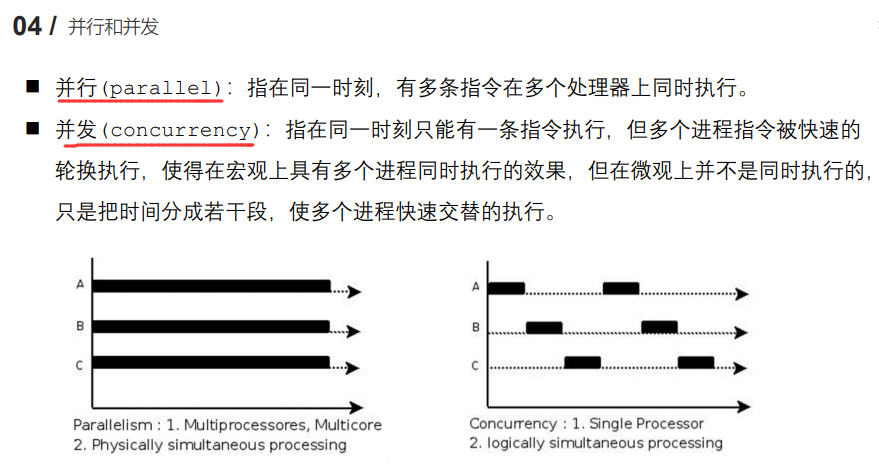 04 / 并行和并发
■ 并行(parallel)：指在同一时刻，有多条指令在多个处理器上同时执行。
■ 并发(concurrency)：指在同一时刻只能有一条指令执行，但多个进程指令被快速的
轮换执行，使得在宏观上具有多个进程同时执行的效果，但在微观上并不是同时执行的，
只是把时间分成若干段，使多个进程快速交替的执行。
A
B
C
Parallelism : 1. Multiprocessores, Multicore
2. Physically simultaneous processing
A
B
C
Concurrency : 1. Single Processor
2. logically simultaneous processing